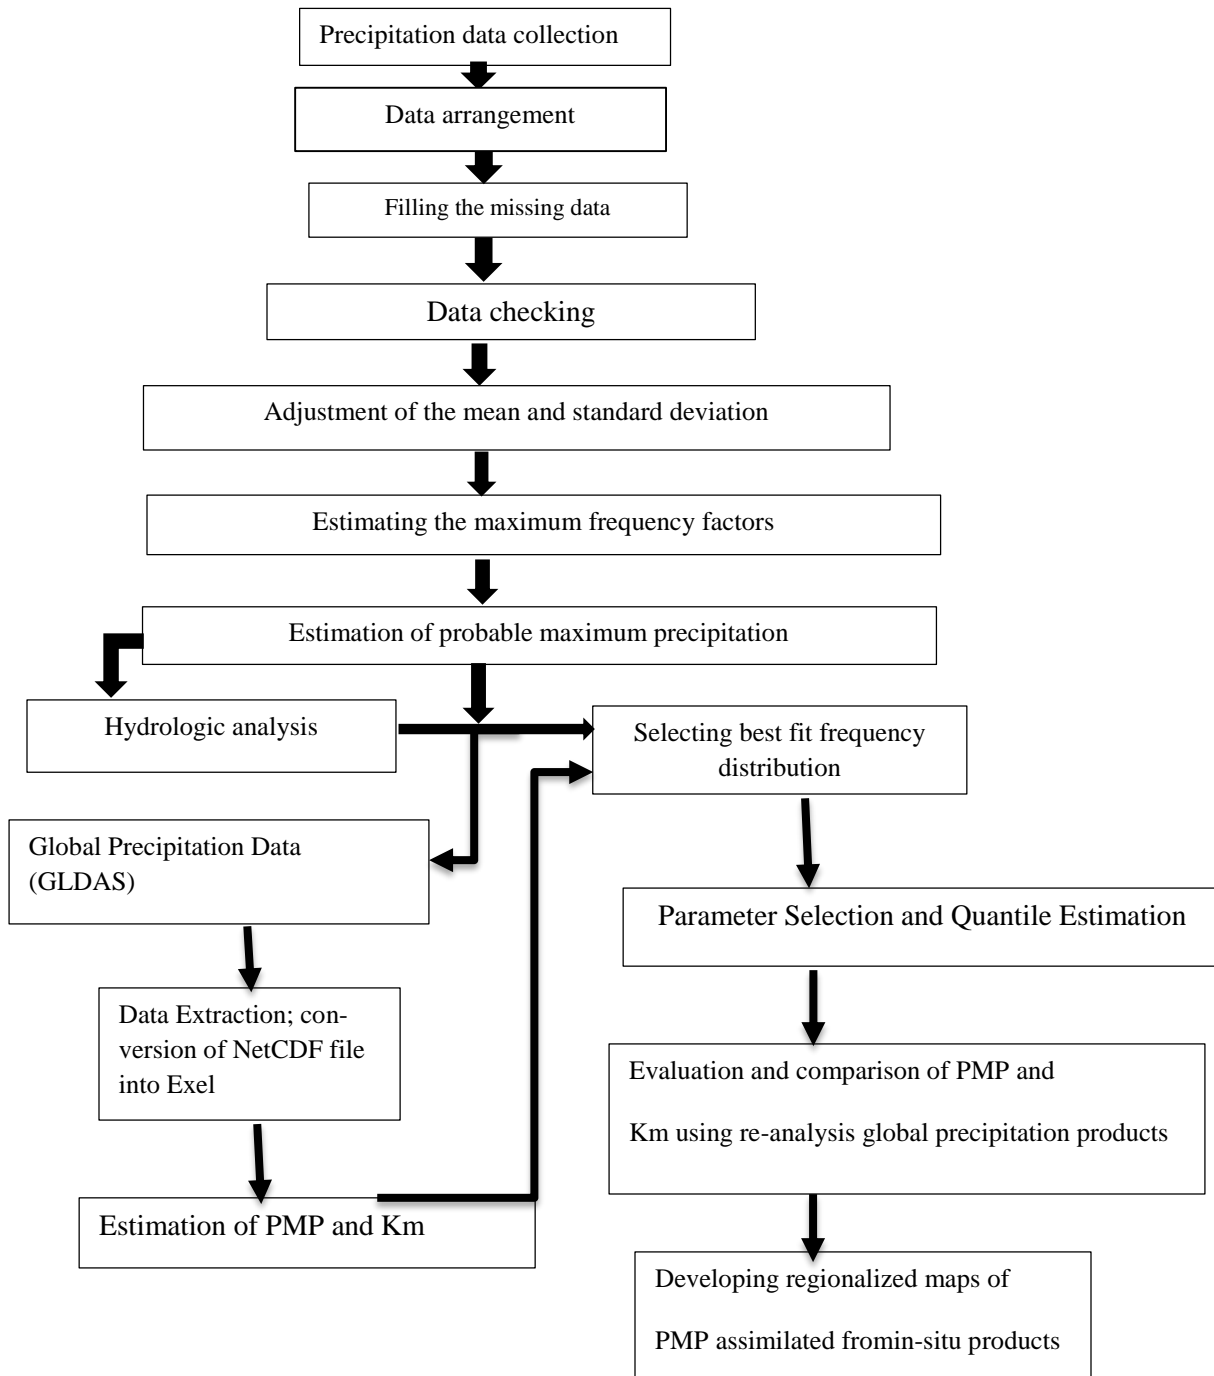 Precipitation data collection
Data arrangement
Filling the missing data
Data checking
Adjustment of the mean and standard deviation
Estimating the maximum frequency factors
Estimation of probable maximum precipitation
Hydrologic analysis
Selecting best fit frequency
distribution
Global Precipitation Data
(GLDAS)
Parameter Selection and Quantile Estimation
Data Extraction; con-
version of NetCDF file
into Exel
Evaluation and comparison of PMP and
Km using re-analysis global precipitation products
Estimation of PMP and Km
Developing regionalized maps of
PMP assimilated fromin-situ products